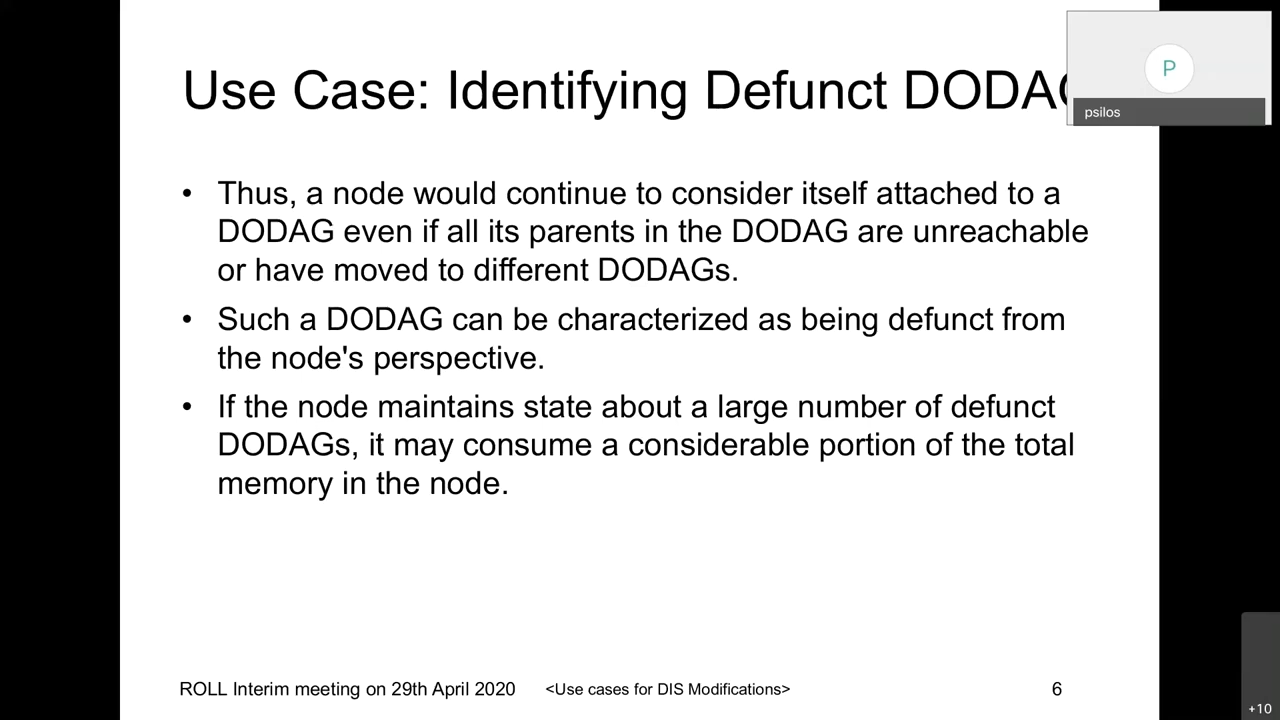 Use Case: Identifying Defunct
P
psilos
• Thus, a node would continue to consider itself attached to a
DODAG even if all its parents in the DODAG are unreachable
or have moved to different DODAGs.
• Such a DODAG can be characterized as being defunct from
the node's perspective.
• If the node maintains state about a large number of defunct
DODAGs, it may consume a considerable portion of the total
memory in the node.
ROLL Interim meeting on 29th April 2020 <Use cases for DIS Modifications> 6
+10